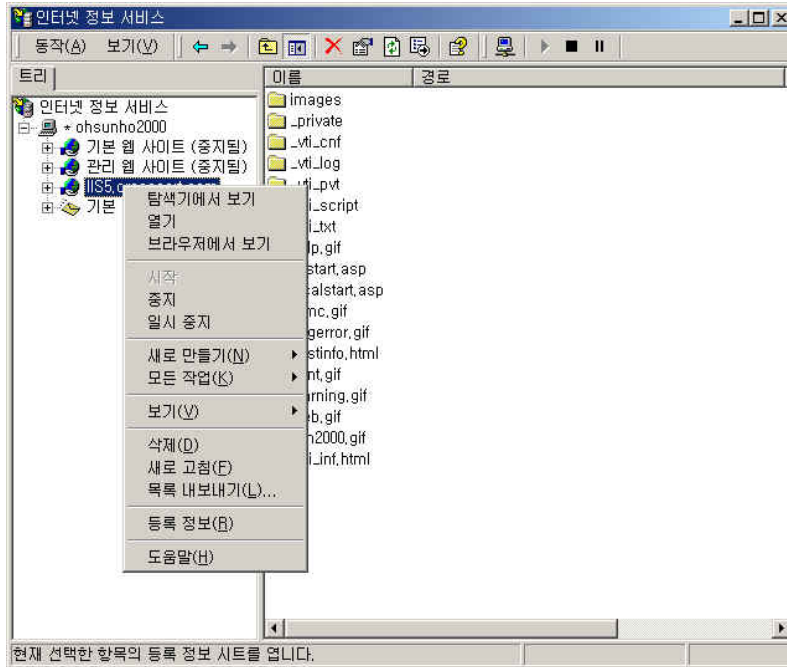 인터넷 정보 서비스
동작(A) 보기(V)
트리
인터넷 정보 서비스
* ohsunho2000
기본 웹 사이트 (중지됨)
관리 웹 사이트 (중지됨)
IIS5.
기본
탐색기에서 보기
열기
브라우저에서 보기
시작
중지
일시 중지
새로 만들기(N)
모든 작업(K)
보기(V)
삭제(D)
새로 고침(F)
목록 내보내기(L)...
등록 정보(R)
도움말(H)
이름 경로
images
_private
_vti_cnf
_vti_log
_vti_pvt
i_script
i_txt
lp.gif
start.asp
calstart.asp
mc.gif
gerror.gif
stinfo.html
nt.gif
rning.gif
eb.gif
n2000.gif
i_inf.html
현재 선택한 항목의 등록 정보 시트를 엽니다.